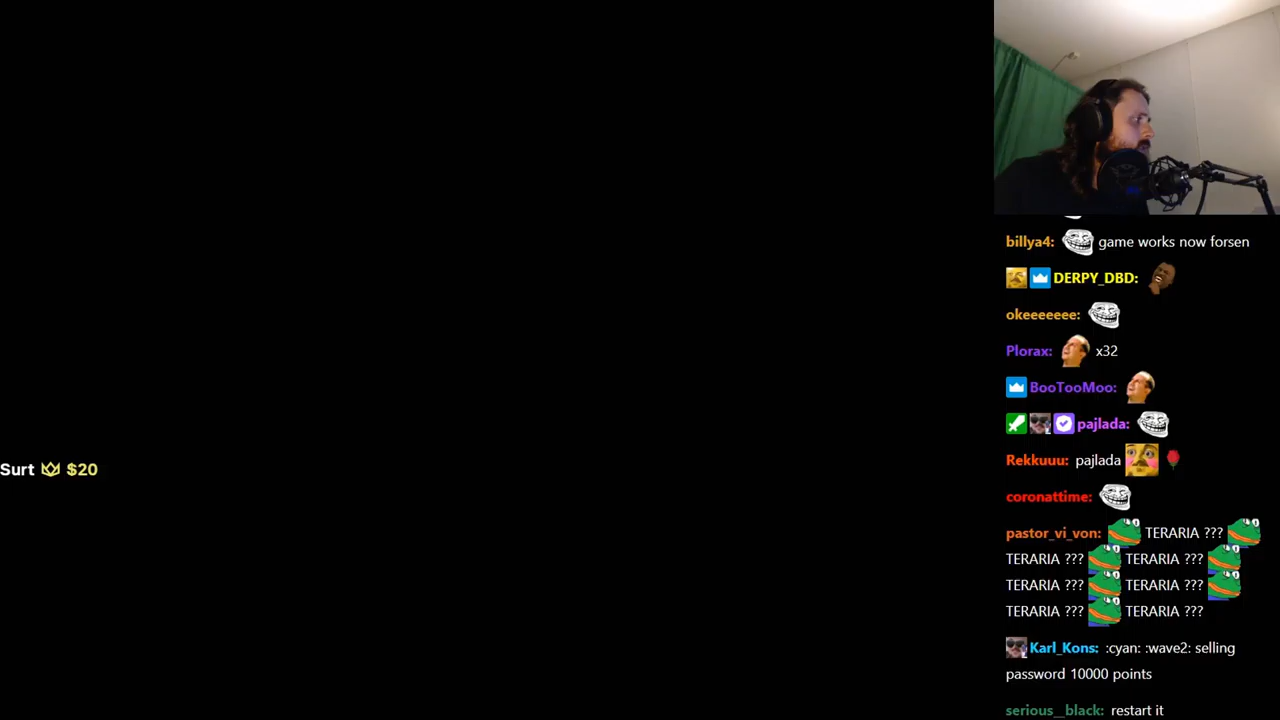 billya4: game works now forsen
DERPY_DBD:
okeeeeeee:
Plorax: x32
BooTooMoo:
pajlada:
Surt $20
Rekkuuu: pajlada
coronattime:
pastor_vi_von: TERARIA ???
TERARIA ??? TERARIA ???
TERARIA ??? TERARIA ???
TERARIA ??? TERARIA ???
Karl_Kons: :cyan: :wave2: selling
password 10000 points
serious__black: restart it